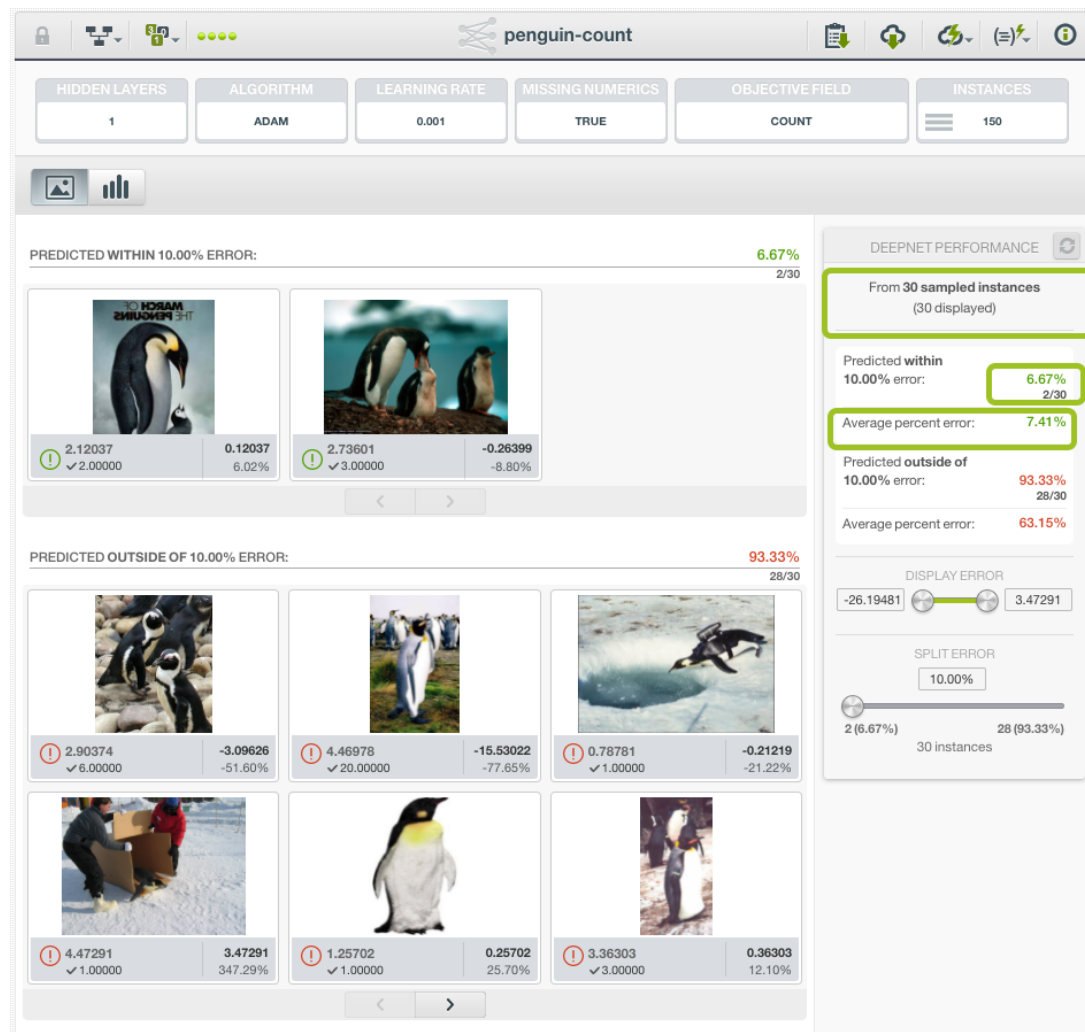 penguin-count
HIDDEN LAYERS
1
ALGORITHM
ADAM
LEARNING RATE
0.001
MISSING NUMERICS
TRUE
OBJECTIVE FIELD
COUNT
INSTANCES
150
PREDICTED WITHIN 10.00% ERROR:
6.67%
2/30
MARCH OF
THE PENGUINS
2.12037
0.12037
2.00000
6.02%
2.73601
-0.26399
3.00000
-8.80%
PREDICTED OUTSIDE OF 10.00% ERROR:
93.33%
28/30
2.90374
-3.09626
6.00000
-51.60%
4.46978
-15.53022
20.00000
-77.65%
0.78781
-0.21219
1.00000
-21.22%
4.47291
3.47291
1.00000
347.29%
1.25702
0.25702
1.00000
25.70%
3.36303
0.36303
3.00000
12.10%
DEEPNET PERFORMANCE
From 30 sampled instances
(30 displayed)
Predicted within
10.00% error:
6.67%
2/30
Average percent error:
7.41%
Predicted outside of
10.00% error:
93.33%
28/30
Average percent error:
63.15%
DISPLAY ERROR
-26.19481
3.47291
SPLIT ERROR
10.00%
2 (6.67%)
28 (93.33%)
30 instances